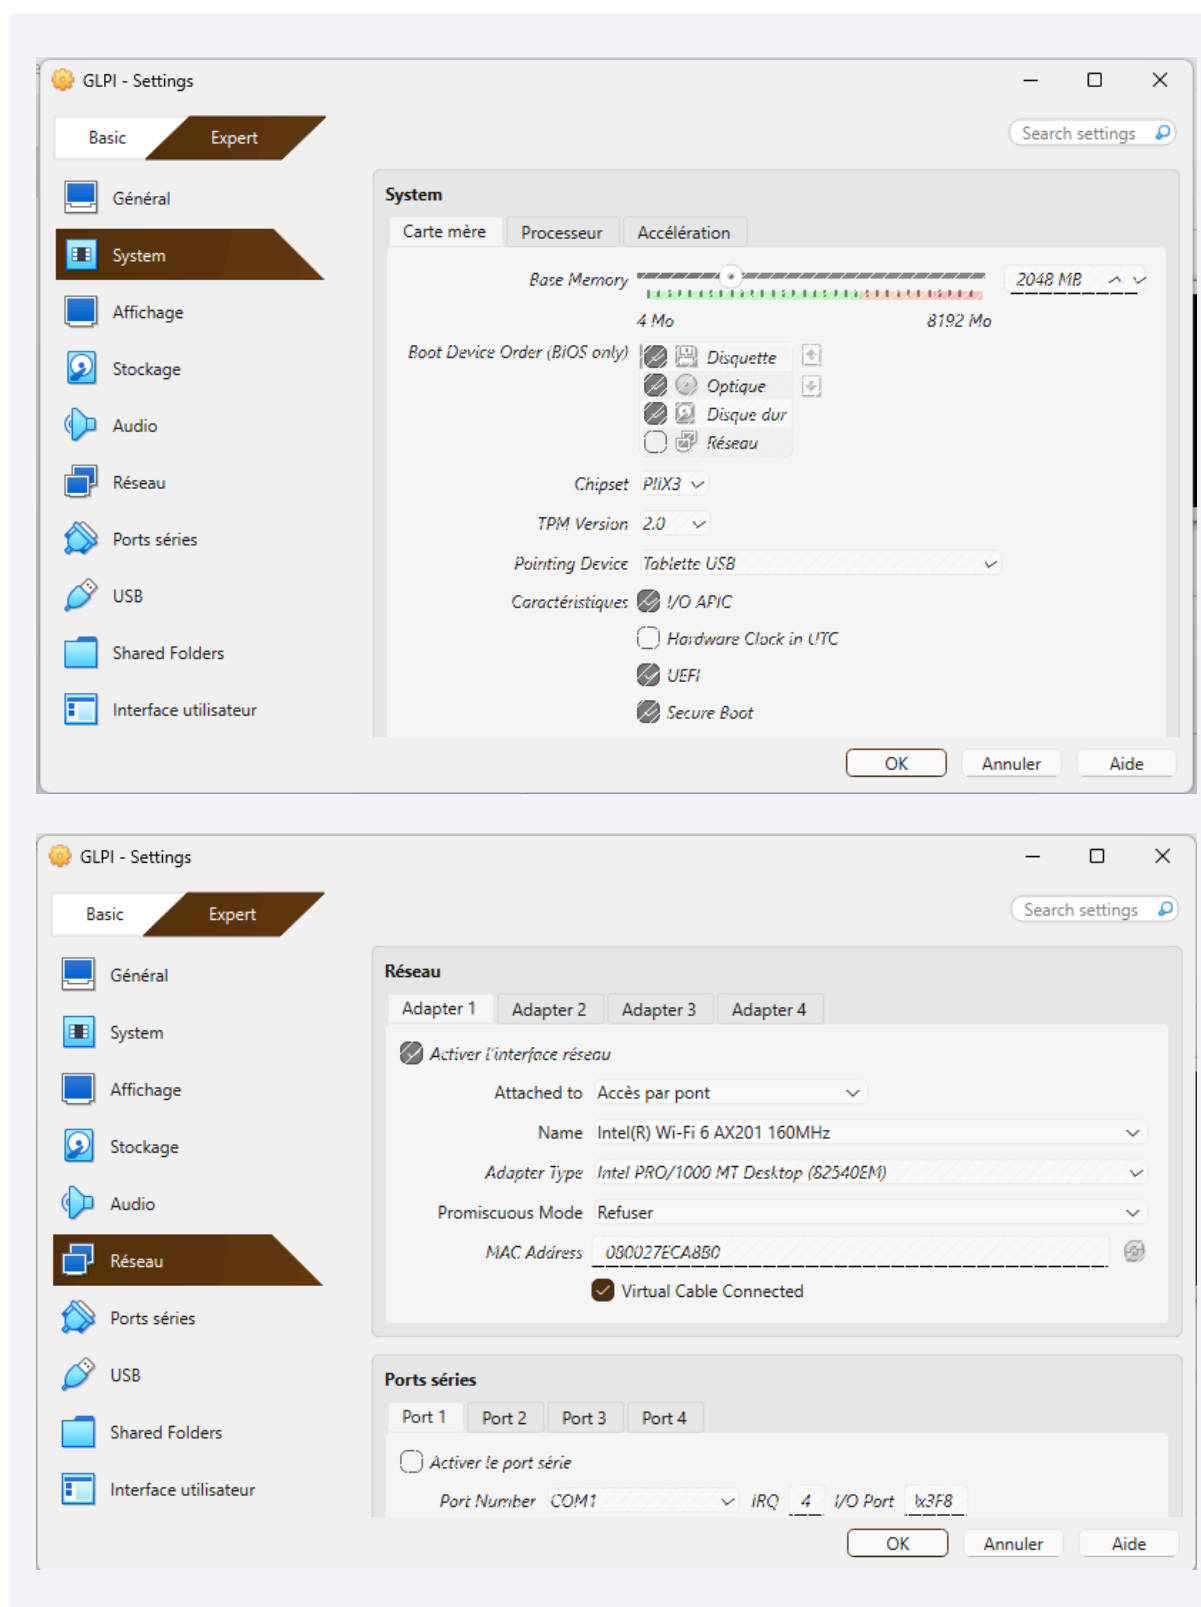 GLPI - Settings
Basic Expert Search settings
Général
System
Affichage
Stockage
Audio
Réseau
Ports séries
USB
Shared Folders
Interface utilisateur
System
Carte mère Processeur Accélération
Base Memory 2048 MB
4 Mo 8192 Mo
Boot Device Order (BIOS only) Disquette
Optique
Disque dur
Réseau
Chipset PIIX3
TPM Version 2.0
Pointing Device Tablette USB
Caractéristiques I/O APIC
Hardware Clock in UTC
UEFI
Secure Boot
OK Annuler Aide
GLPI - Settings
Basic Expert Search settings
Général
System
Affichage
Stockage
Audio
Réseau
Ports séries
USB
Shared Folders
Interface utilisateur
Réseau
Adapter 1 Adapter 2 Adapter 3 Adapter 4
Activer l'interface réseau
Attached to Accès par pont
Name Intel(R) Wi-Fi 6 AX201 160MHz
Adapter Type Intel PRO/1000 MT Desktop (82540EM)
Promiscuous Mode Refuser
MAC Address 080027ECA8B0
Virtual Cable Connected
Ports séries
Port 1 Port 2 Port 3 Port 4
Activer le port série
Port Number COM1 IRQ 4 I/O Port 0x3F8
OK Annuler Aide